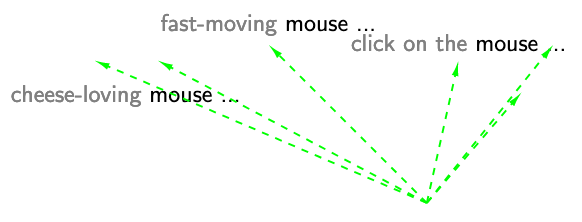 fast-moving mouse ...
click on the mouse ...
cheese-loving mouse ...